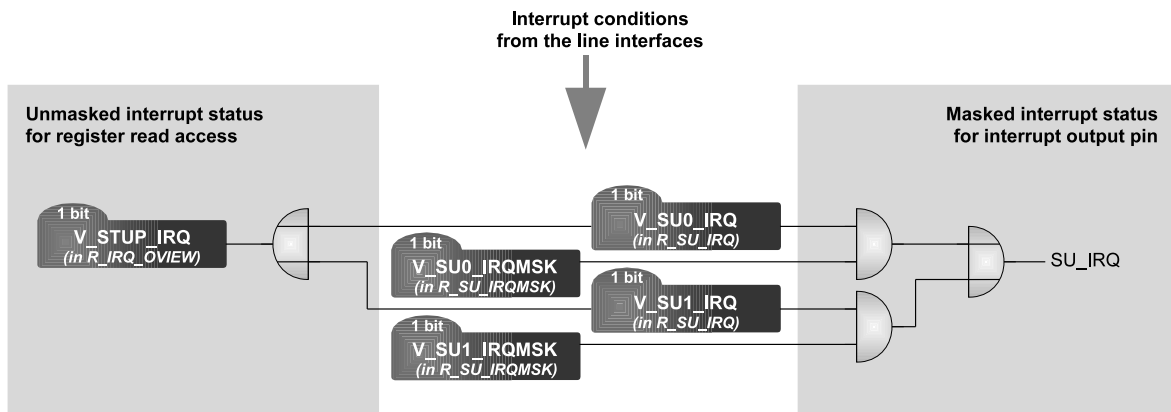 Interrupt conditions
from the line interfaces
Unmasked interrupt status
for register read access
Masked interrupt status
for interrupt output pin
1 bit
V_STUP_IRQ
(in R_IRQ_OVIEW)
1 bit
V_SU0_IRQ
(in R_SU_IRQ)
1 bit
V_SU0_IRQMSK
(in R_SU_IRQMSK)
1 bit
V_SU1_IRQ
(in R_SU_IRQ)
1 bit
V_SU1_IRQMSK
(in R_SU_IRQMSK)
SU_IRQ